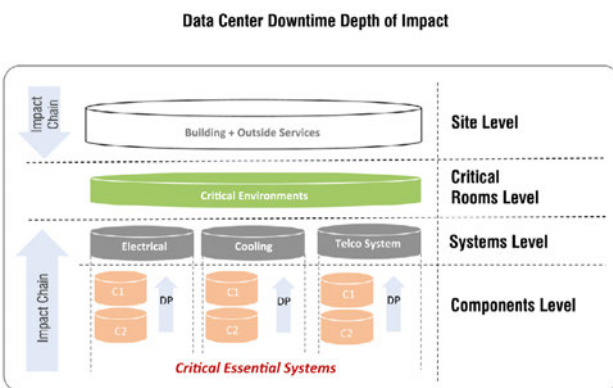 Data Center Downtime Depth of Impact
Impact
Chain
Building + Outside Services
Site Level
Critical Environments
Critical
Rooms Level
Electrical
Cooling
Telco System
Systems Level
Impact Chain
C1
C2
DP
C1
C2
DP
C1
C2
DP
Components Level
Critical Essential Systems